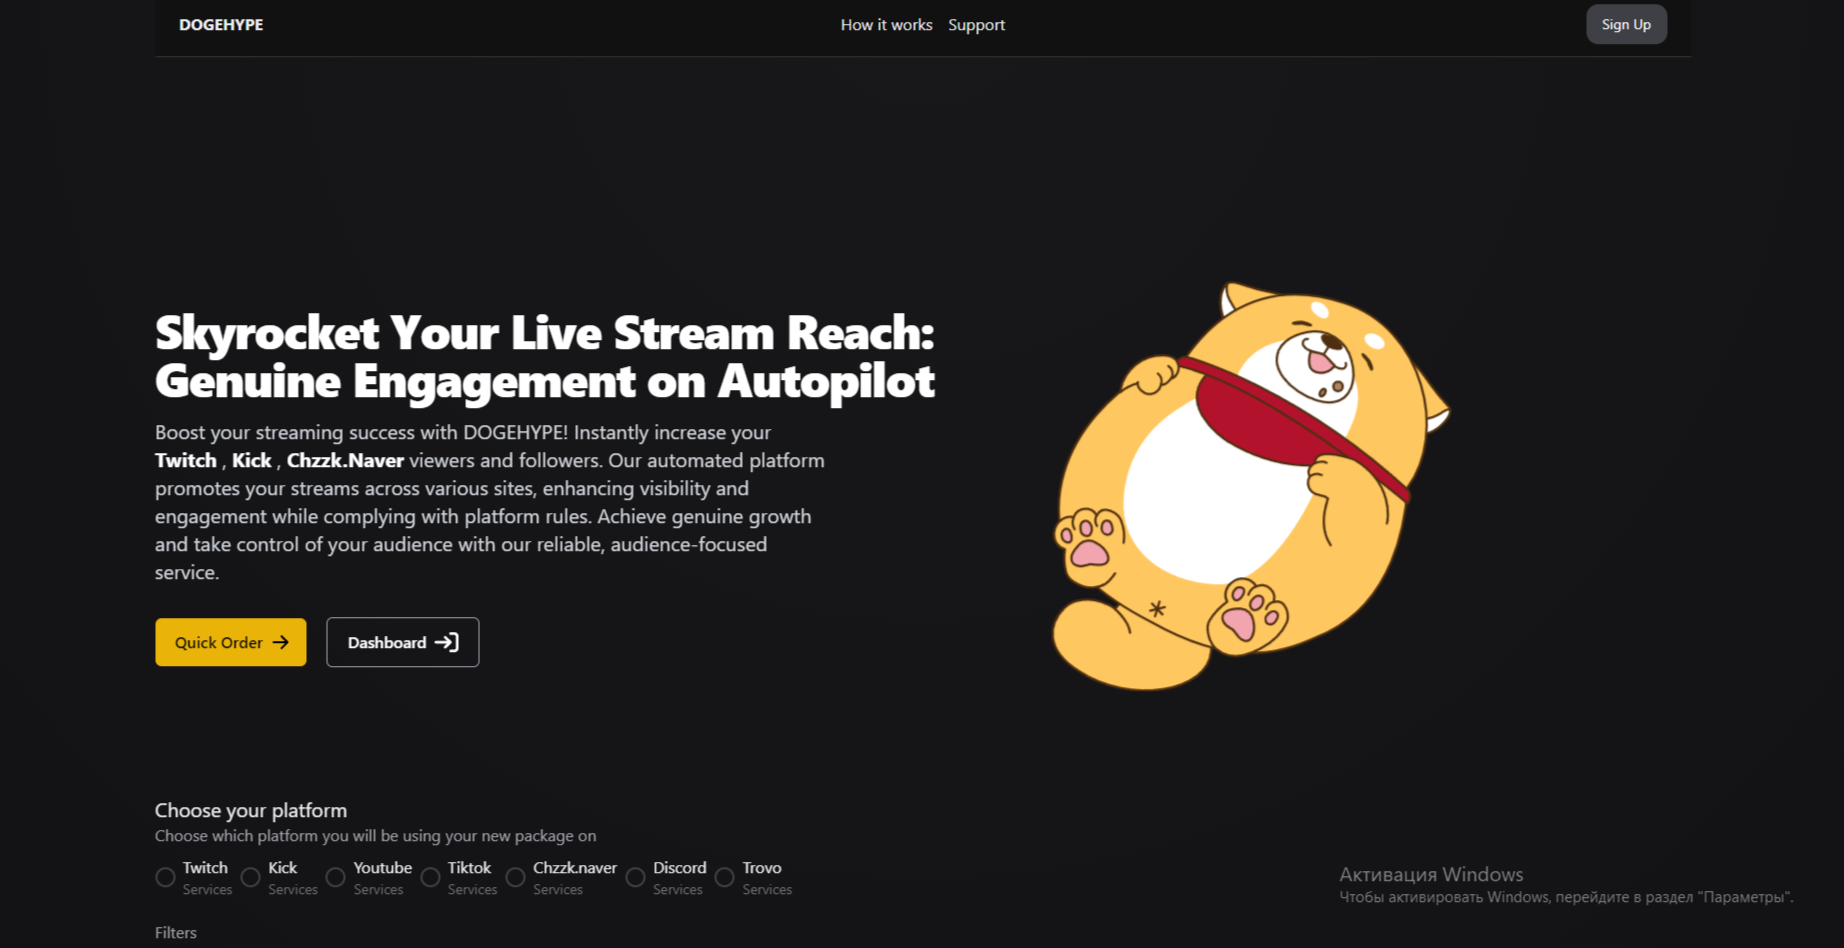 DOGEHYPE
How it works Support
Sign Up
Skyrocket Your Live Stream Reach:
Genuine Engagement on Autopilot
Boost your streaming success with DOGEHYPE! Instantly increase your
Twitch , Kick , Chzzk.Naver viewers and followers. Our automated platform
promotes your streams across various sites, enhancing visibility and
engagement while complying with platform rules. Achieve genuine growth
and take control of your audience with our reliable, audience-focused
service.
Quick Order
Dashboard
Choose your platform
Choose which platform you will be using your new package on
Twitch Kick Youtube Tiktok Chzzk.naver Discord Trovo
Services Services Services Services Services Services Services
Filters
Активация Windows
Чтобы активировать Windows, перейдите в раздел "Параметры".